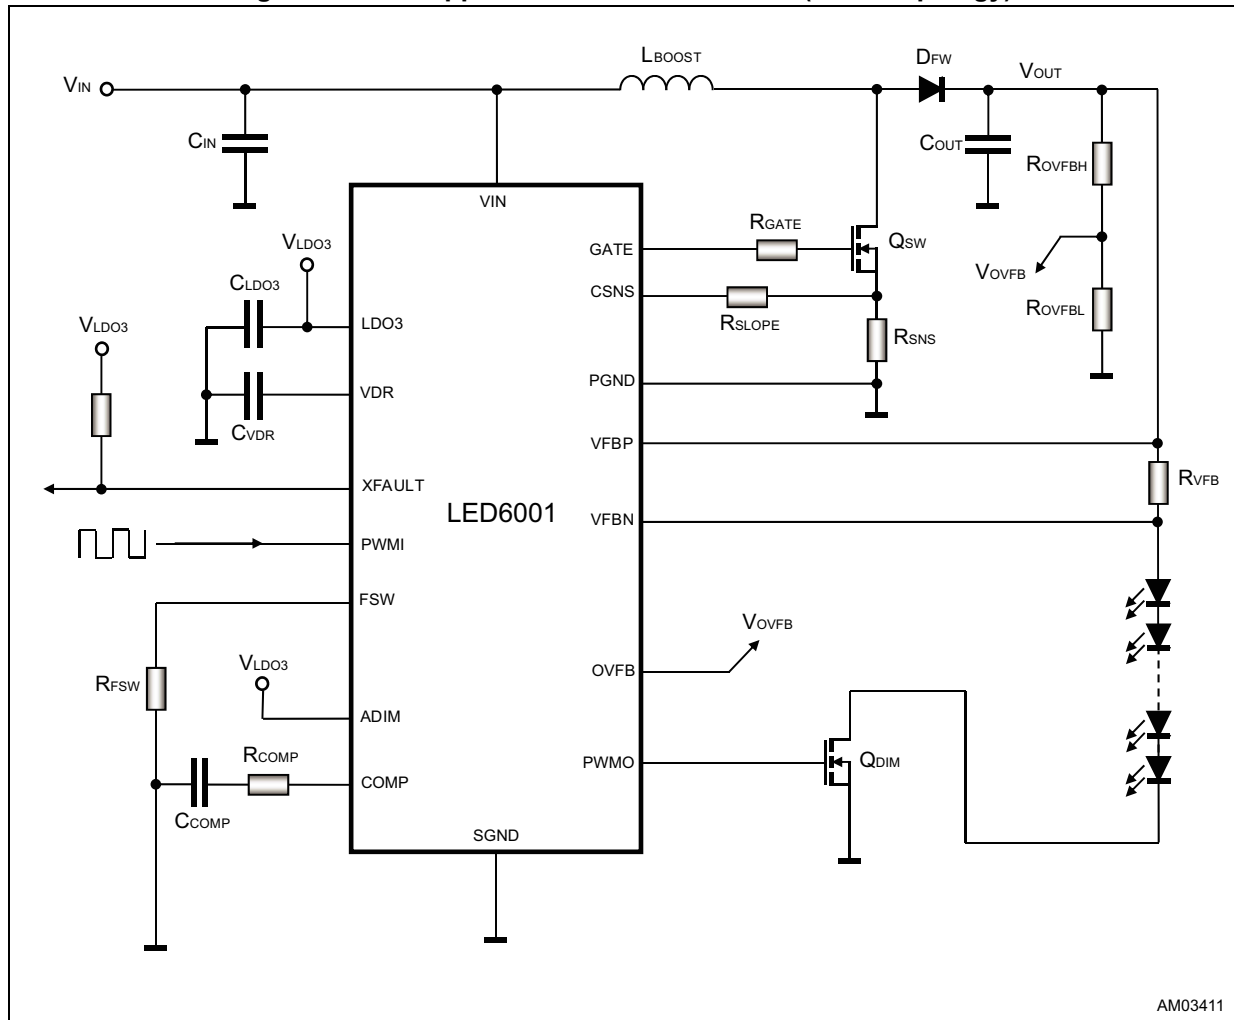 LBOOST
DFW
VOUT
VIN
CIN
COUT
ROVFBH
VIN
RGATE
VLDO3
GATE
QSW
VOVFB
CLDO3
CSNS
ROVFBL
VLDO3
LDO3
RSLOPE
RSNS
PGND
VDR
CVDR
VFBP
XFAULT
RVFB
LED6001
VFBN
PWMI
FSW
VOVFB
VLDO3
OVFB
RFSW
ADIM
RCOMP
PWMO
QDIM
COMP
CCOMP
SGND
AM03411